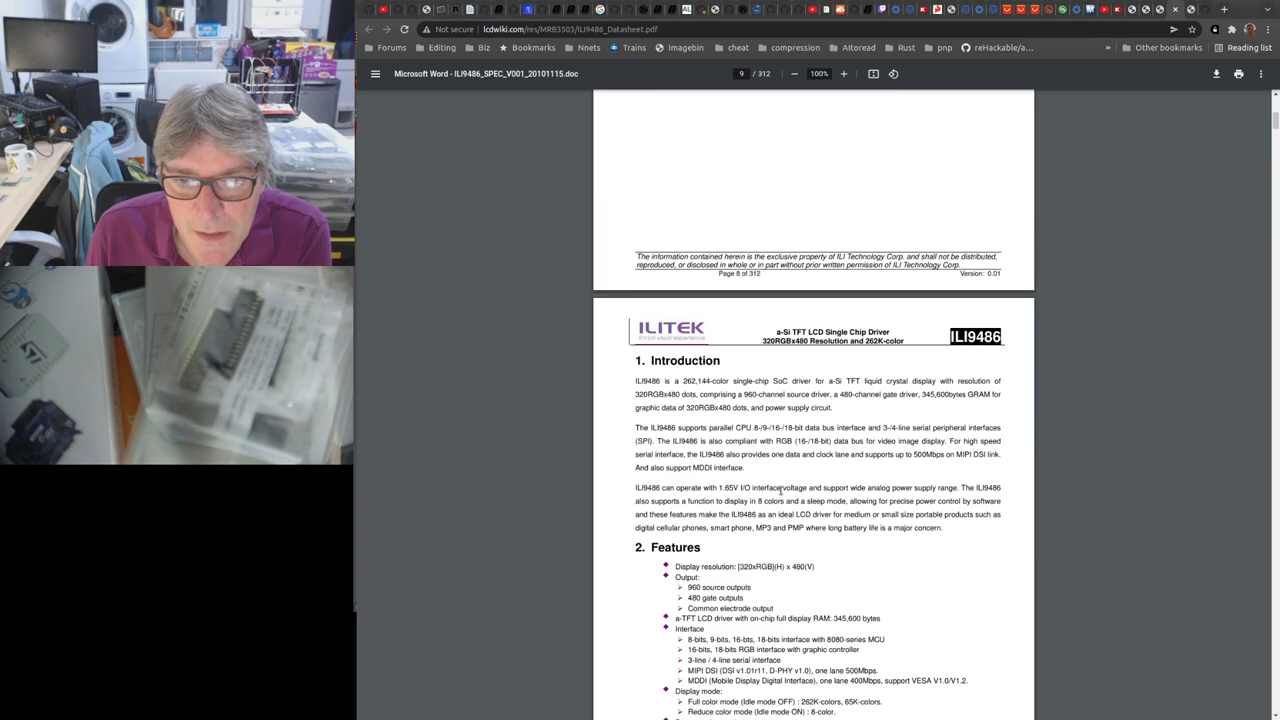 Not secure | lcdwiki.com/res/MRB3503/ILI9486_Datasheet.pdf
Forums Editing Biz Bookmarks Nnets Trains Imagebin cheat compression AItoread Rust pnp reHackable/a... » Other bookmarks Reading list
Microsoft Word - ILI9486_SPEC_V001_20101115.doc 9 / 312 − 100% +
The information contained herein is the exclusive property of ILI Technology Corp. and shall not be distributed,
reproduced, or disclosed in whole or in part without prior written permission of ILI Technology Corp.
Page 8 of 312 Version: 0.01
ILITEK
a-Si TFT LCD Single Chip Driver
320RGBx480 Resolution and 262K-color
ILI9486
1. Introduction
ILI9486 is a 262,144-color single-chip SoC driver for a-Si TFT liquid crystal display with resolution of
320RGBx480 dots, comprising a 960-channel source driver, a 480-channel gate driver, 345,600bytes GRAM for
graphic data of 320RGBx480 dots, and power supply circuit.
The ILI9486 supports parallel CPU 8-/9-/16-/18-bit data bus interface and 3-/4-line serial peripheral interfaces
(SPI). The ILI9486 is also compliant with RGB (16-/18-bit) data bus for video image display. For high speed
serial interface, the ILI9486 also provides one data and clock lane and supports up to 500Mbps on MIPI DSI link.
And also support MDDI interface.
ILI9486 can operate with 1.65V I/O interface voltage and support wide analog power supply range. The ILI9486
also supports a function to display in 8 colors and a sleep mode, allowing for precise power control by software
and these features make the ILI9486 as an ideal LCD driver for medium or small size portable products such as
digital cellular phones, smart phone, MP3 and PMP where long battery life is a major concern.
2. Features
Display resolution: [320xRGB](H) x 480(V)
Output:
960 source outputs
480 gate outputs
Common electrode output
a-TFT LCD driver with on-chip full display RAM: 345,600 bytes
Interface
8-bits, 9-bits, 16-bts, 18-bits interface with 8080-series MCU
16-bits, 18-bits RGB interface with graphic controller
3-line / 4-line serial interface
MIPI DSI (DSI v1.01r11, D-PHY v1.0), one lane 500Mbps.
MDDI (Mobile Display Digital Interface), one lane 400Mbps, support VESA V1.0/V1.2.
Display mode:
Full color mode (Idle mode OFF) : 262K-colors, 65K-colors.
Reduce color mode (Idle mode ON) : 8-color.